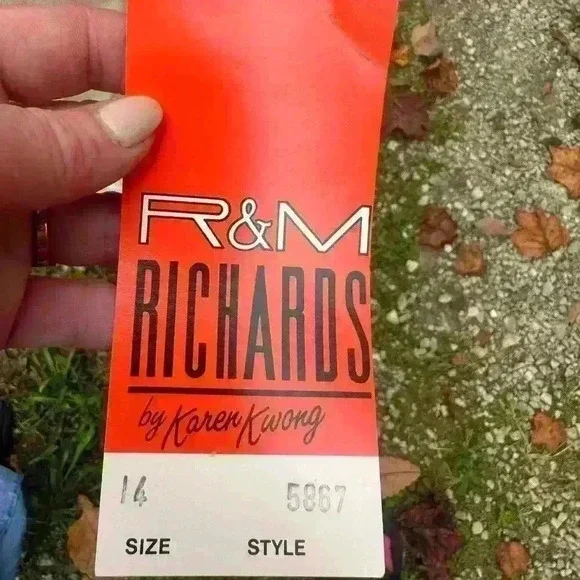 R&M
RICHARDS
by Karen Kwong
14 5867
SIZE STYLE